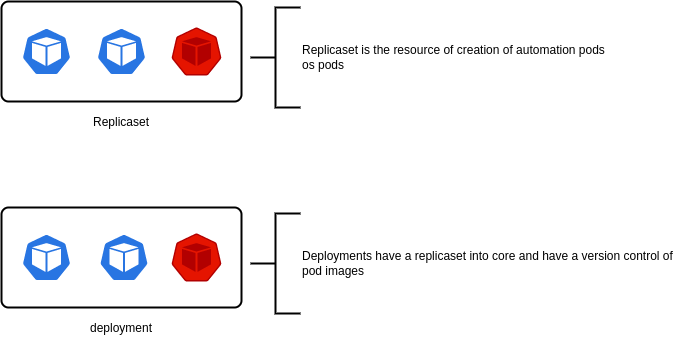 Replicaset is the resource of creation of automation pods
os pods
Replicaset
Deployments have a replicaset into core and have a version control of
pod images
deployment